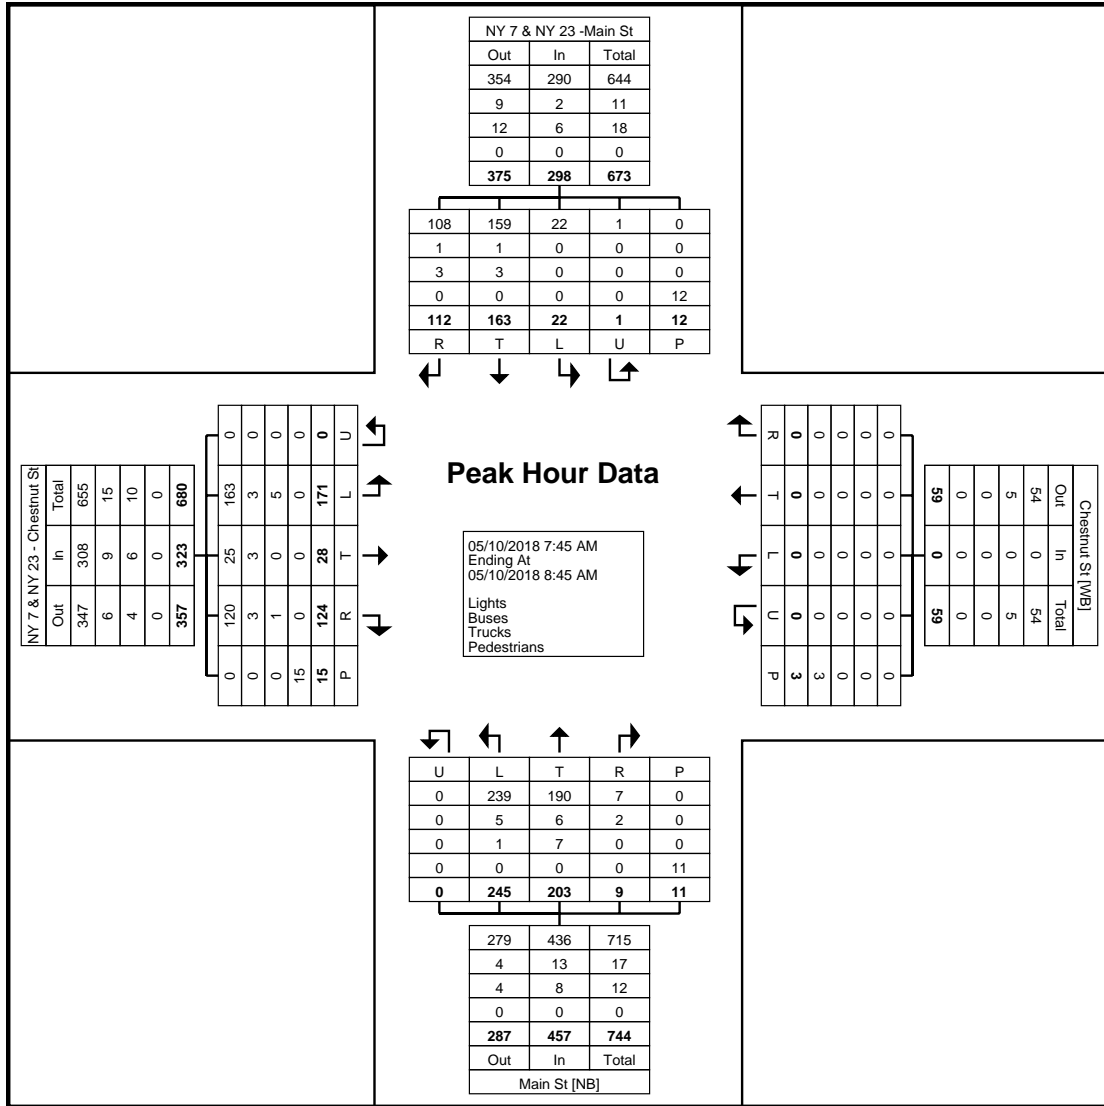 NY 7 & NY 23 -Main St
Out In Total
354 290 644
9 2 11
12 6 18
0 0 0
375 298 673
108 159 22 1 0
1 1 0 0 0
3 3 0 0 0
0 0 0 0 12
112 163 22 1 12
R T L U P
NY 7 & NY 23 - Chestnut St
Total In Out
655 308 347
15 9 6
10 6 4
0 0 0
680 323 357
0 163 25 120 0
0 3 3 3 0
0 5 0 1 0
0 0 0 0 15
0 171 28 124 15
U L T R P
Peak Hour Data
05/10/2018 7:45 AM
Ending At
05/10/2018 8:45 AM
Lights
Buses
Trucks
Pedestrians
R T L U P
0 0 0 0 3
0 0 0 0 3
0 0 0 0 0
0 0 0 0 0
0 0 0 0 0
Chestnut St [WB]
Out In Total
54 0 54
5 0 5
0 0 0
0 0 0
59 0 59
U L T R P
0 239 190 7 0
0 5 6 2 0
0 1 7 0 0
0 0 0 0 11
0 245 203 9 11
279 436 715
4 13 17
4 8 12
0 0 0
287 457 744
Out In Total
Main St [NB]